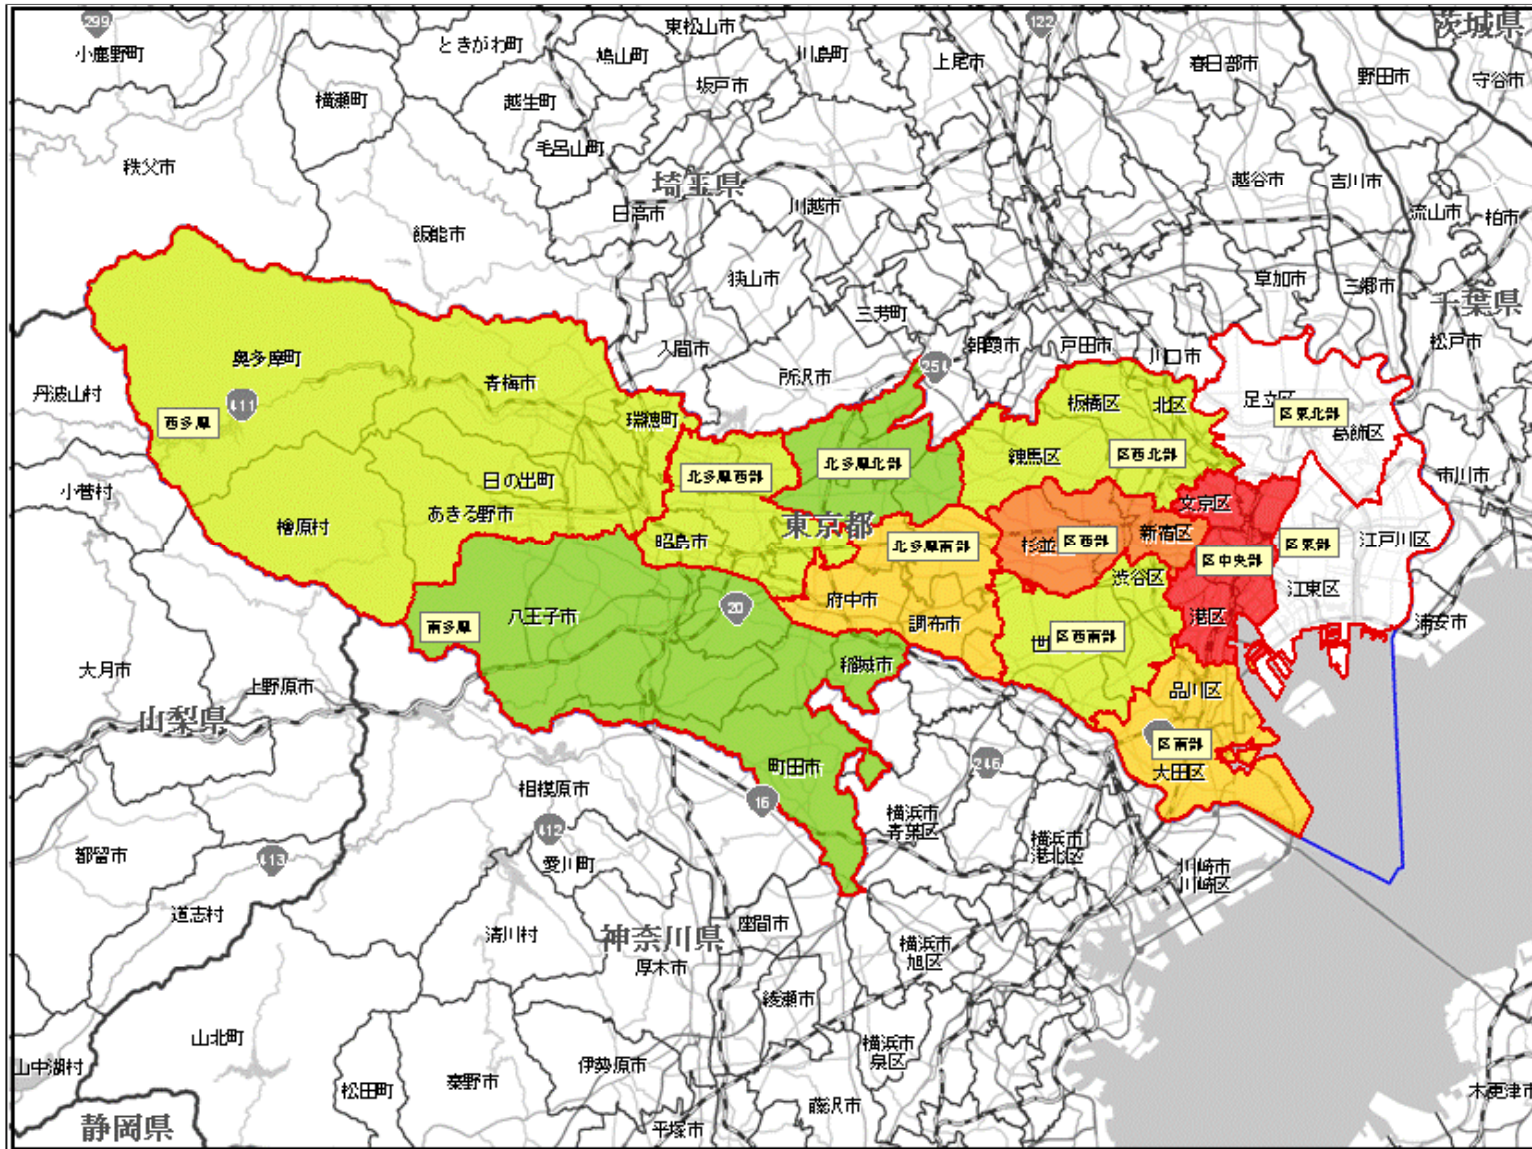 299
小鹿野町
ときがわ町
東松山市
鳩山町
川島町
122
茨城県
上尾市
春日部市
野田市
守谷市
坂戸市
横瀬町
越生町
毛呂山町
秩父市
埼玉県
越谷市
吉川市
日高市
川越市
流山市
柏市
飯能市
狭山市
草加市
三郷市
千葉県
三芳町
入間市
所沢市
254
朝霞市
戸田市
川口市
松戸市
奥多摩町
青梅市
丹波山村
411
西多摩
瑞穂町
板橋区
北区
足立区
区東北部
葛飾区
練馬区
区西北部
北多摩西部
北多摩北部
市川市
日の出町
小菅村
あきる野市
檜原村
東京都
文京区
昭島市
北多摩南部
杉並
区西部
新宿区
区中央部
区東部
江戸川区
渋谷区
江東区
八王子市
20
府中市
南多摩
調布市
世
区西南部
港区
浦安市
稲城市
大月市
上野原市
品川区
山梨県
区南部
町田市
246
大田区
相模原市
16
横浜市
青葉区
412
横浜市
港北区
都留市
413
愛川町
川崎市
川崎区
道志村
清川村
神奈川県
座間市
横浜市
旭区
厚木市
綾瀬市
山北町
横浜市
泉区
山中湖村
松田町
秦野市
伊勢原市
藤沢市
木更津市
静岡県
平塚市